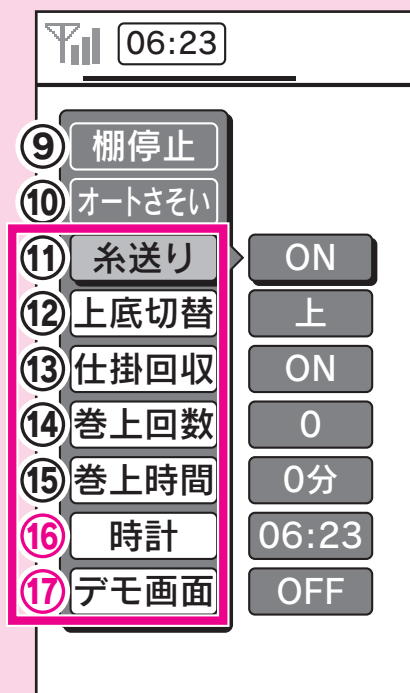 06:23
⑨ 棚停止
⑩ オートさそい
⑪ 糸送り ON
⑫ 上底切替 上
⑬ 仕掛回収 ON
⑭ 巻上回数 0
⑮ 巻上時間 0分
⑯ 時計 06:23
⑰ デモ画面 OFF